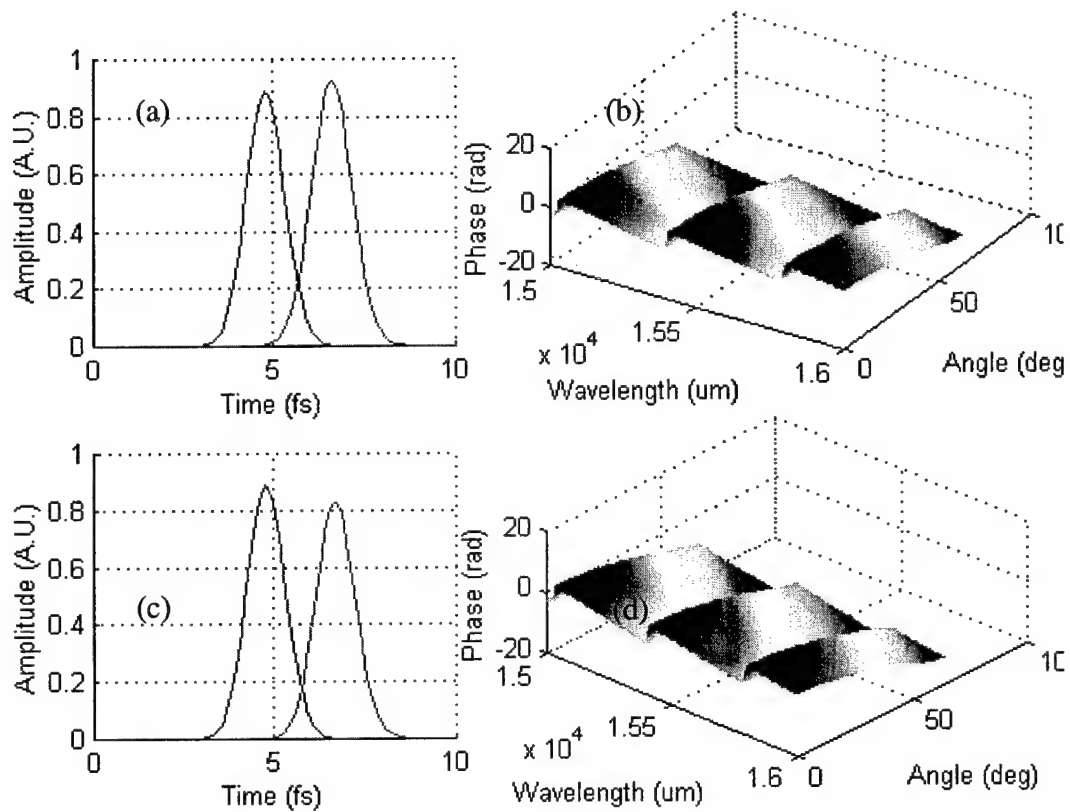 (a)
1
0.8
0.6
0.4
0.2
0
Amplitude (A.U.)
0 5 10
Time (fs)
(b)
20
0
-20
Phase (rad)
1.5 1.55 1.6
x 10^4
Wavelength (um)
0 50 10
Angle (deg
(c)
1
0.8
0.6
0.4
0.2
0
Amplitude (A.U.)
0 5 10
Time (fs)
(d)
20
0
-20
Phase (rad)
1.5 1.55 1.6
x 10^4
Wavelength (um)
0 50 10
Angle (deg)